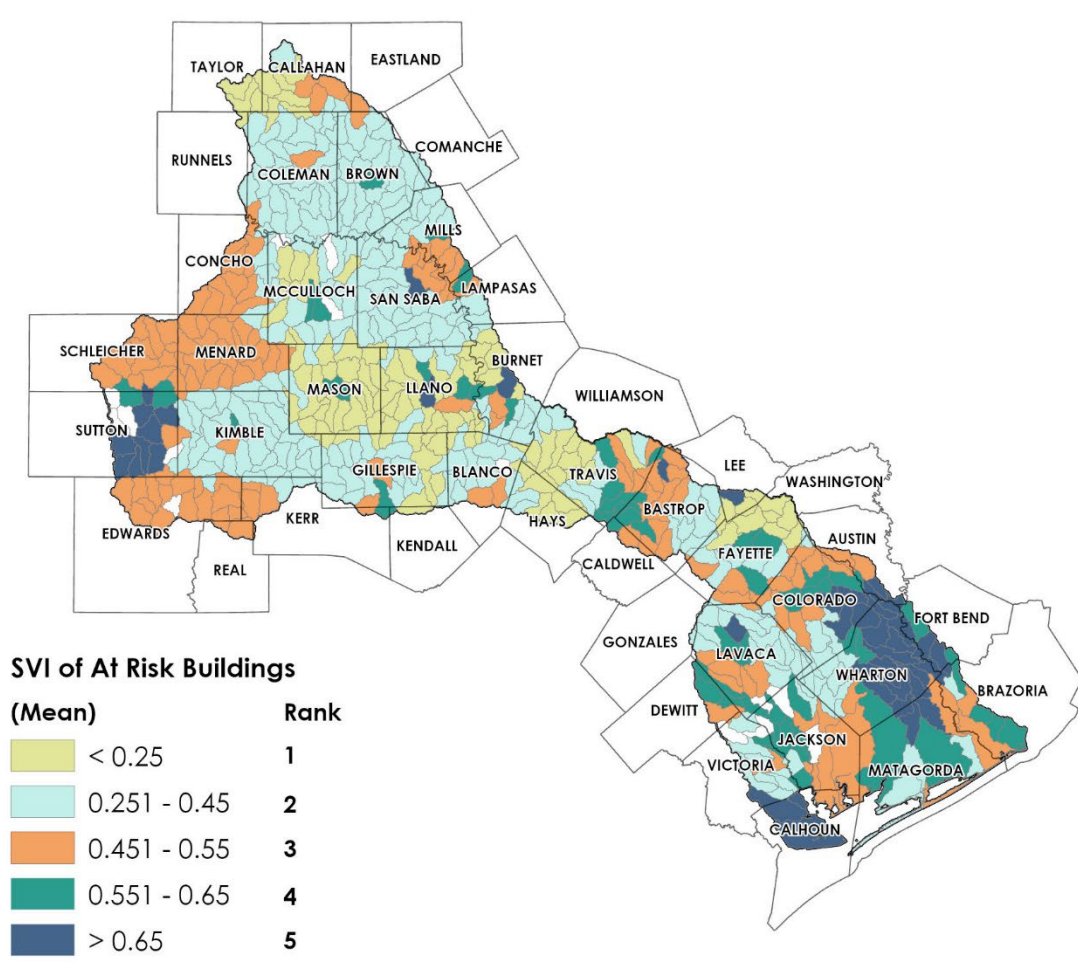 EASTLAND
TAYLOR CALLAHAN
COMANCHE
RUNNELS
COLEMAN BROWN
MILLS
CONCHO
LAMPASAS
MCCULLOCH SAN SABA
SCHLEICHER MENARD
BURNET
MASON LLANO
WILLIAMSON
SUTTON KIMBLE
LEE
GILLESPIE BLANCO TRAVIS
WASHINGTON
BASTROP
EDWARDS KERR HAYS
KENDALL
AUSTIN
FAYETTE
REAL
CALDWELL
COLORADO
FORT BEND
GONZALES
LAVACA
WHARTON
BRAZORIA
DEWITT
JACKSON
VICTORIA
MATAGORDA
CALHOUN
SVI of At Risk Buildings
(Mean) Rank
< 0.25 1
0.251 - 0.45 2
0.451 - 0.55 3
0.551 - 0.65 4
> 0.65 5